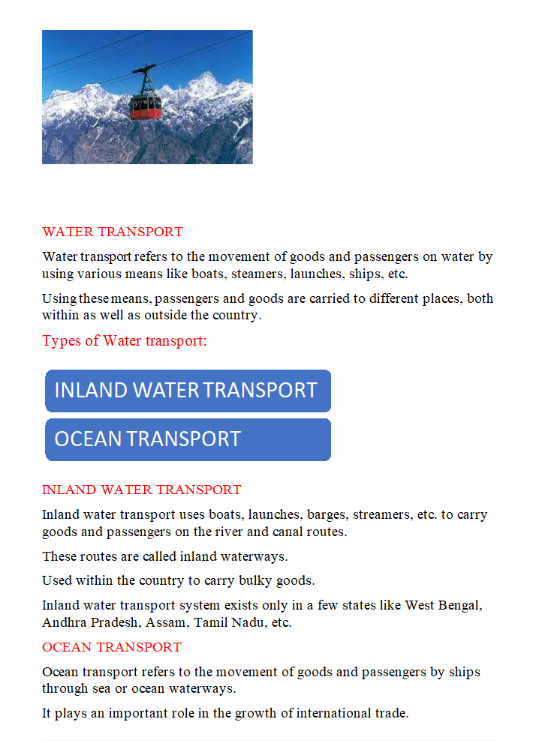 WATER TRANSPORT
Water transport refers to the movement of goods and passengers on water by
using various means like boats, steamers, launches, ships, etc.
Using these means, passengers and goods are carried to different places, both
within as well as outside the country.
Types of Water transport:
INLAND WATER TRANSPORT
OCEAN TRANSPORT
INLAND WATER TRANSPORT
Inland water transport uses boats, launches, barges, streamers, etc. to carry
goods and passengers on the river and canal routes.
These routes are called inland waterways.
Used within the country to carry bulky goods.
Inland water transport system exists only in a few states like West Bengal,
Andhra Pradesh, Assam, Tamil Nadu, etc.
OCEAN TRANSPORT
Ocean transport refers to the movement of goods and passengers by ships
through sea or ocean waterways.
It plays an important role in the growth of international trade.